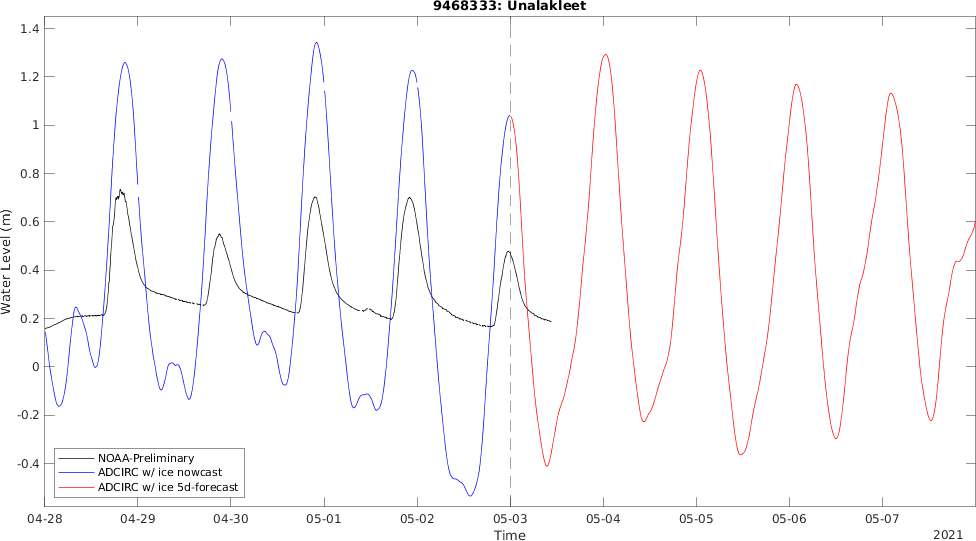 9468333: Unalakleet
Water Level (m)
1.4
1.2
1
0.8
0.6
0.4
0.2
0
-0.2
-0.4
NOAA-Preliminary
ADCIRC w/ ice nowcast
ADCIRC w/ ice 5d-forecast
04-28 04-29 04-30 05-01 05-02 05-03 05-04 05-05 05-06 05-07
Time
2021